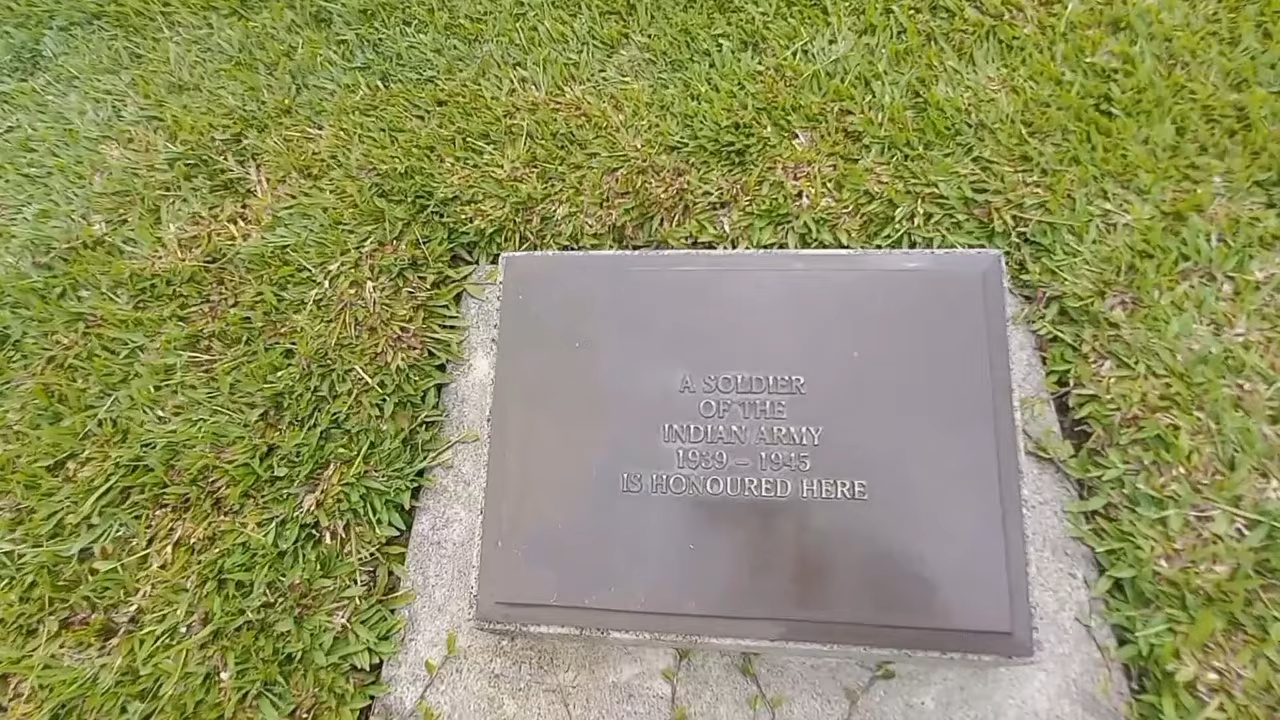 A SOLDIER
OF THE
INDIAN ARMY
1939 – 1945
IS HONOURED HERE